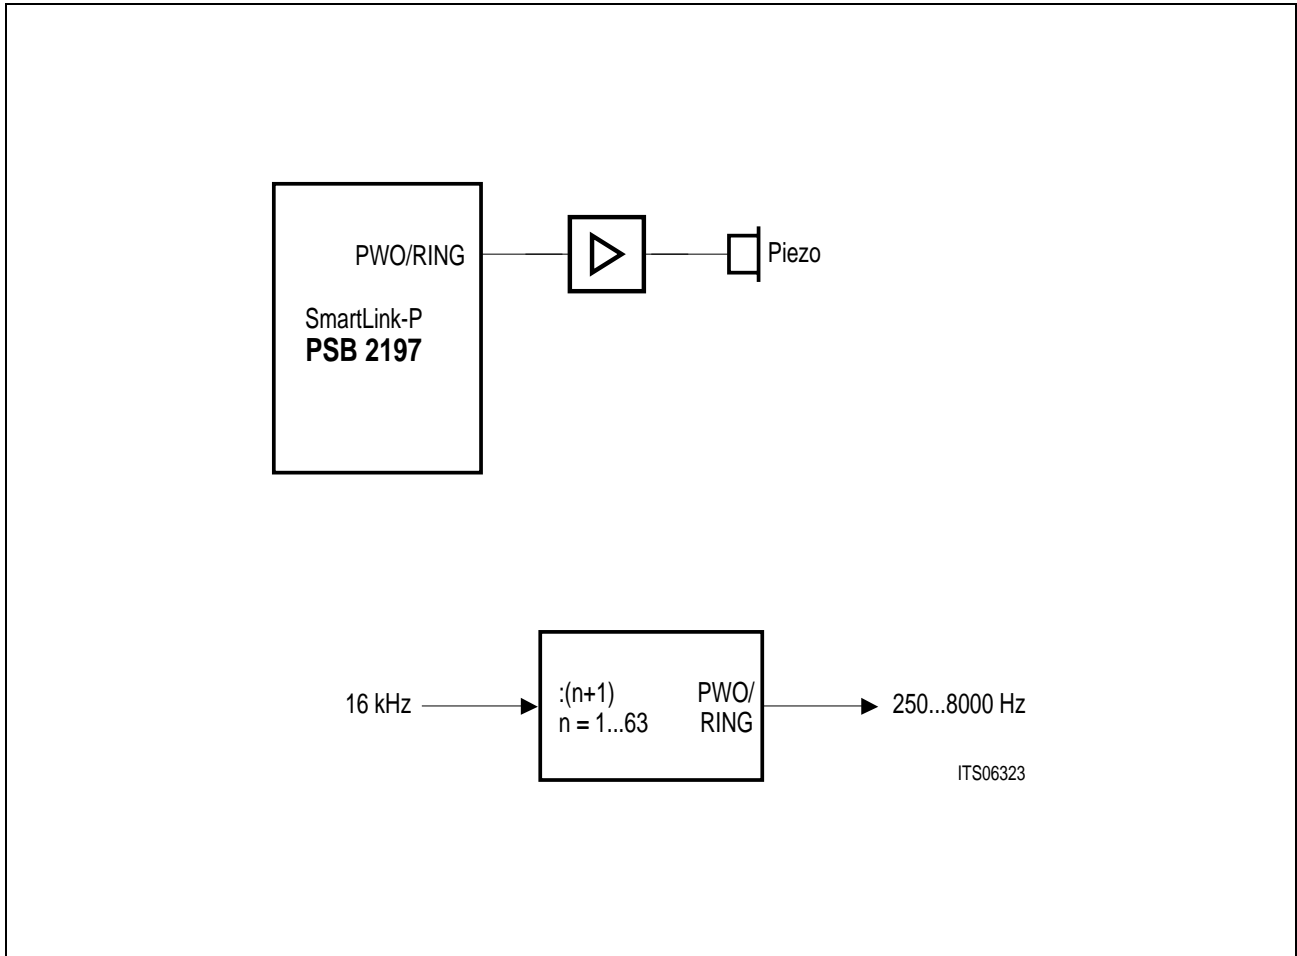 PWO/RING
Piezo
SmartLink-P
PSB 2197
16 kHz
:(n+1)
n = 1...63
PWO/
RING
250...8000 Hz
ITS06323